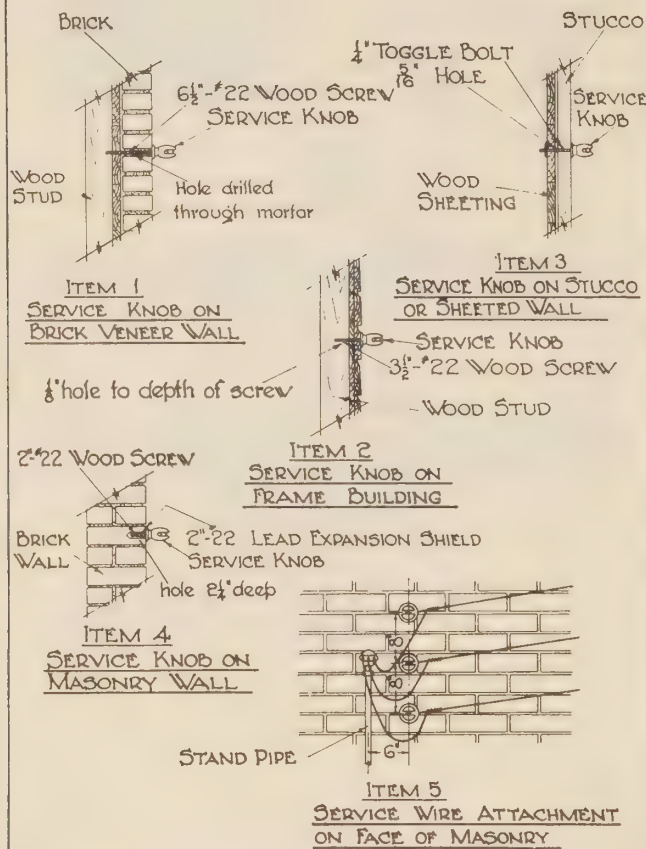 BRICK
6½"-#22 WOOD SCREW
SERVICE KNOB
WOOD
STUD
Hole drilled
through mortar
ITEM 1
SERVICE KNOB ON
BRICK VENEER WALL
STUCCO
¼" TOGGLE BOLT
5/16" HOLE
SERVICE
KNOB
WOOD
SHEETING
ITEM 3
SERVICE KNOB ON STUCCO
OR SHEETED WALL
SERVICE KNOB
3½"-#22 WOOD SCREW
⅛" hole to depth of screw
WOOD STUD
ITEM 2
SERVICE KNOB ON
FRAME BUILDING
2"-#22 WOOD SCREW
BRICK
WALL
2"-22 LEAD EXPANSION SHIELD
SERVICE KNOB
hole 2¼" deep
ITEM 4
SERVICE KNOB ON
MASONRY WALL
8"
8"
STAND PIPE
6"
ITEM 5
SERVICE WIRE ATTACHMENT
ON FACE OF MASONRY